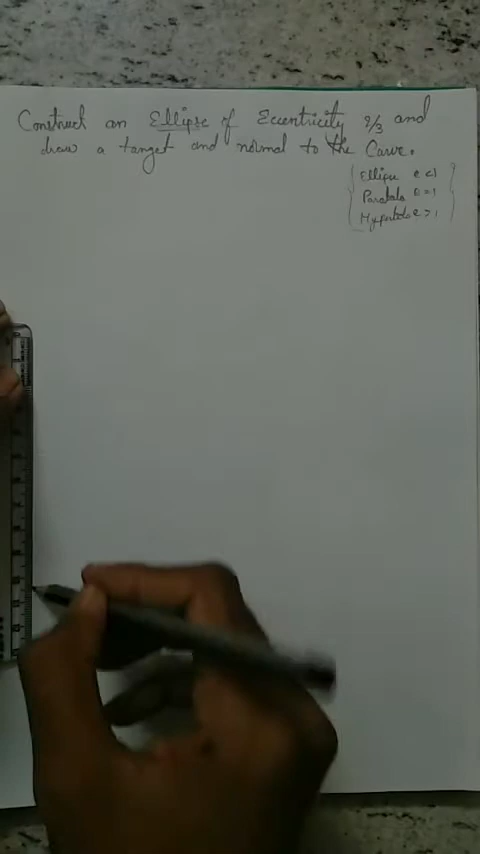 Construct an Ellipse of Eccentricity 2/3 and
draw a tanget and normal to the Curve.
Ellipse e < 1
Parabola e = 1
Hyperbola e > 1